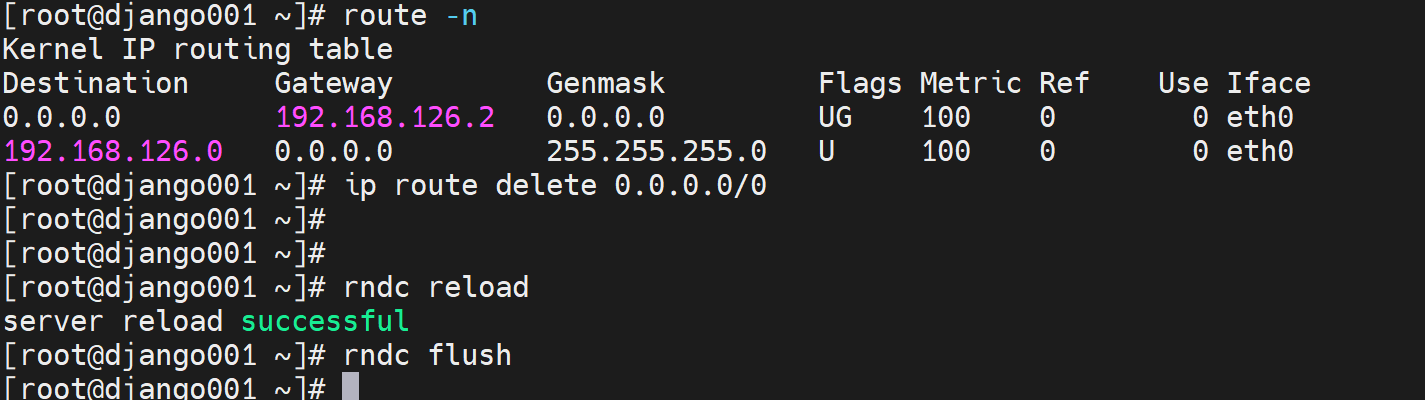 [root@django001 ~]# route -n
Kernel IP routing table
Destination     Gateway         Genmask         Flags Metric Ref    Use Iface
0.0.0.0         192.168.126.2   0.0.0.0         UG    100    0        0 eth0
192.168.126.0   0.0.0.0         255.255.255.0   U     100    0        0 eth0
[root@django001 ~]# ip route delete 0.0.0.0/0
[root@django001 ~]#
[root@django001 ~]#
[root@django001 ~]# rndc reload
server reload successful
[root@django001 ~]# rndc flush
[root@django001 ~]#